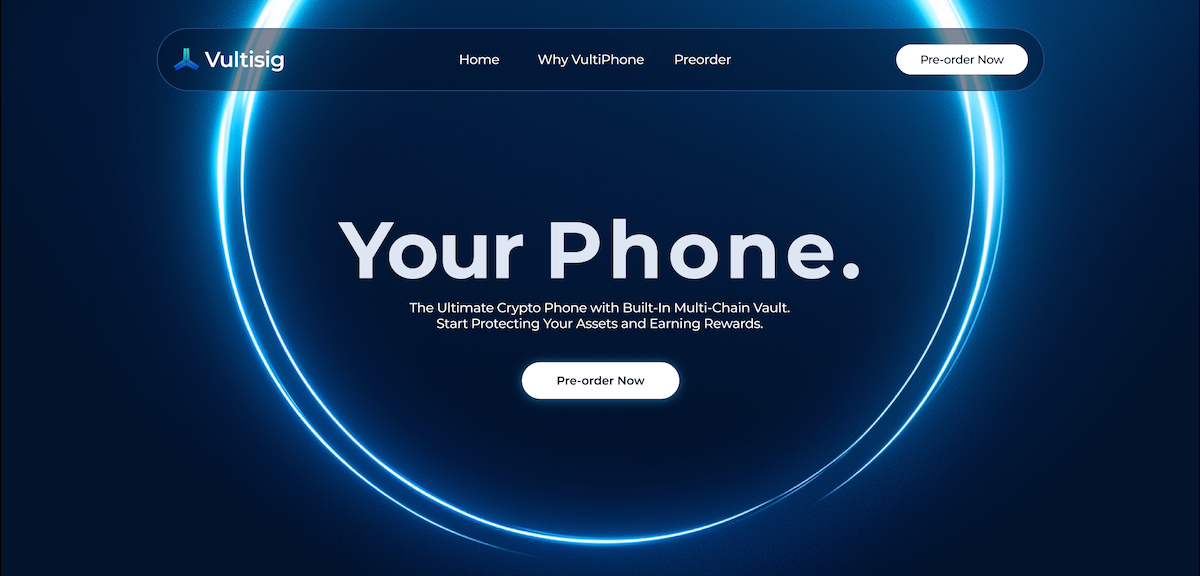 Vultisig
Home
Why VultiPhone
Preorder
Pre-order Now
Your Phone.
The Ultimate Crypto Phone with Built-In Multi-Chain Vault.
Start Protecting Your Assets and Earning Rewards.
Pre-order Now